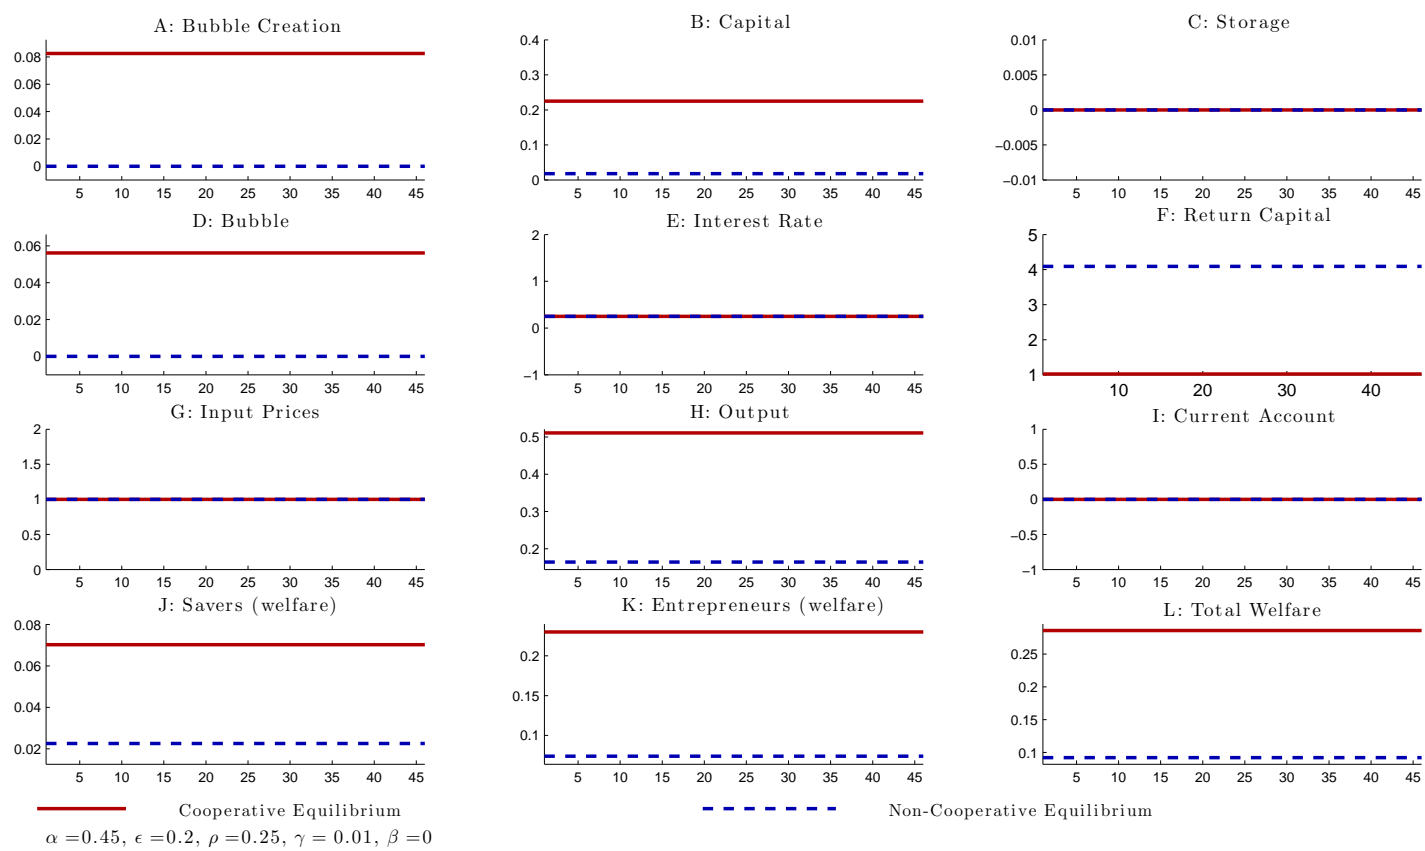 A: Bubble Creation
0.08
0.06
0.04
0.02
0
5 10 15 20 25 30 35 40 45
B: Capital
0.4
0.3
0.2
0.1
0
5 10 15 20 25 30 35 40 45
C: Storage
0.01
0.005
0
−0.005
−0.01
5 10 15 20 25 30 35 40 45
D: Bubble
0.06
0.04
0.02
0
5 10 15 20 25 30 35 40 45
E: Interest Rate
2
1
0
−1
5 10 15 20 25 30 35 40 45
F: Return Capital
5
4
3
2
1
10 20 30 40
G: Input Prices
2
1.5
1
0.5
0
5 10 15 20 25 30 35 40 45
H: Output
0.5
0.4
0.3
0.2
5 10 15 20 25 30 35 40 45
I: Current Account
1
0.5
0
−0.5
−1
5 10 15 20 25 30 35 40 45
J: Savers (welfare)
0.08
0.06
0.04
0.02
5 10 15 20 25 30 35 40 45
K: Entrepreneurs (welfare)
0.2
0.15
0.1
5 10 15 20 25 30 35 40 45
L: Total Welfare
0.25
0.2
0.15
0.1
5 10 15 20 25 30 35 40 45
Cooperative Equilibrium
Non-Cooperative Equilibrium
α =0.45, ϵ =0.2, ρ =0.25, γ = 0.01, β =0